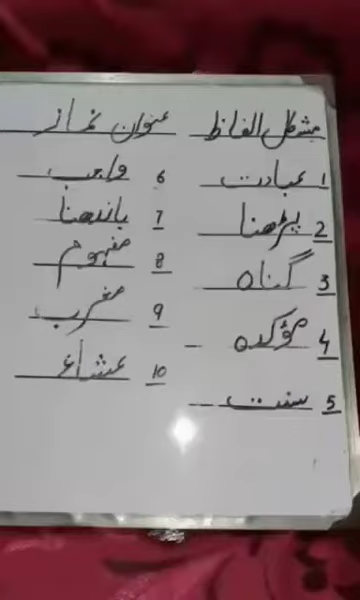 مشکل الفاظ عنوان نماز
1 عبادت
2 پڑھنا
3 گناہ
4 مؤکدہ
5 سنت
6 واجب
7 باندھنا
8 مفہوم
9 مغرب
10 عشاء